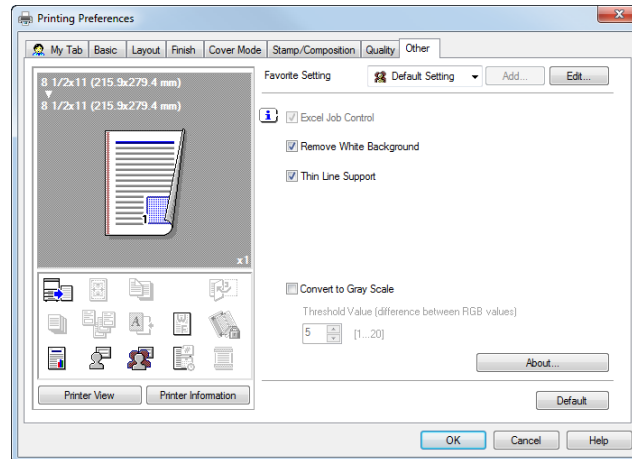 Printing Preferences
My Tab Basic Layout Finish Cover Mode Stamp/Composition Quality Other
8 1/2x11 (215.9x279.4 mm)
8 1/2x11 (215.9x279.4 mm)
1
x1
Printer View Printer Information
Favorite Setting Default Setting Add... Edit...
Excel Job Control
Remove White Background
Thin Line Support
Convert to Gray Scale
Threshold Value (difference between RGB values)
5 [1...20]
About...
Default
OK Cancel Help